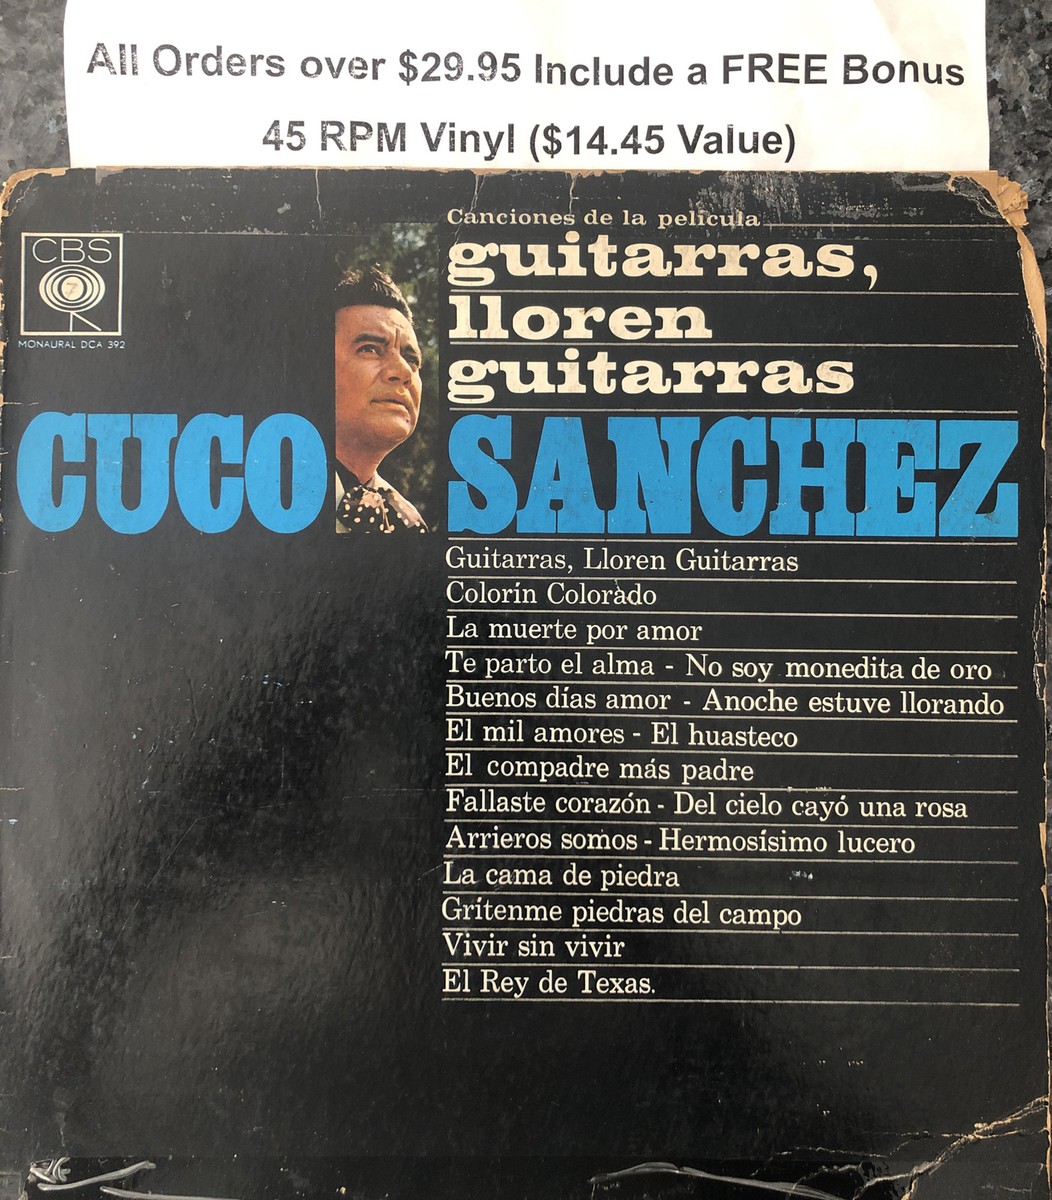 All Orders over $29.95 Include a FREE Bonus
45 RPM Vinyl ($14.45 Value)
CBS
7
MONAURAL DCA 392
Canciones de la película
guitarras,
lloren
guitarras
CUCO SANCHEZ
Guitarras, Lloren Guitarras
Colorín Colorado
La muerte por amor
Te parto el alma - No soy monedita de oro
Buenos días amor - Anoche estuve llorando
El mil amores - El huasteco
El compadre más padre
Fallaste corazón - Del cielo cayó una rosa
Arrieros somos - Hermosísimo lucero
La cama de piedra
Grítenme piedras del campo
Vivir sin vivir
El Rey de Texas.